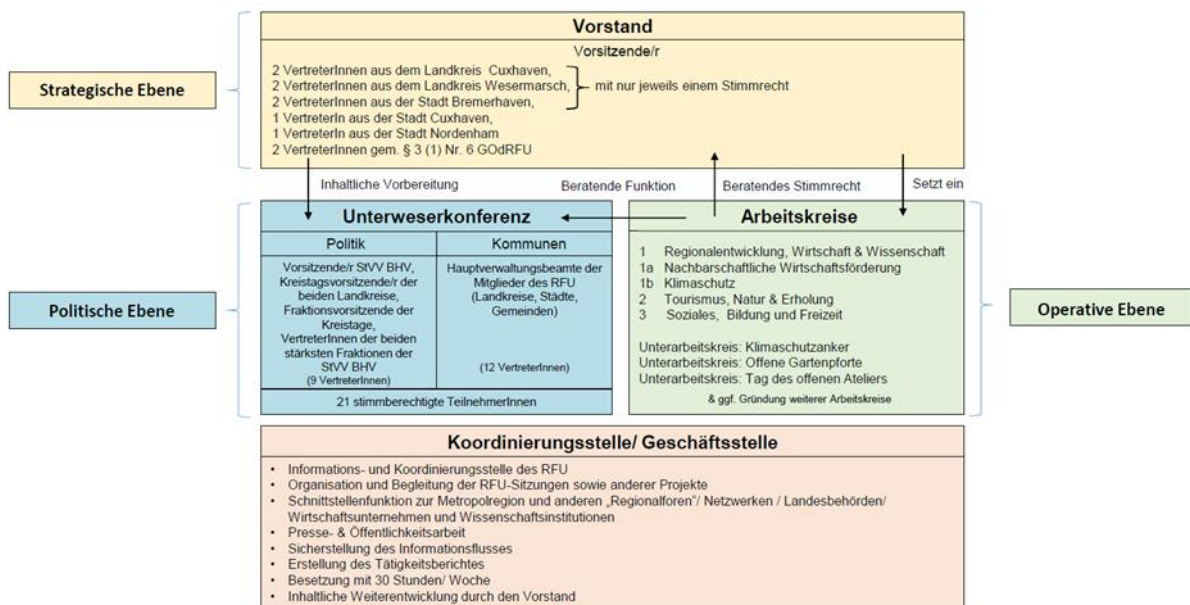 Vorstand
Vorsitzende/r
Strategische Ebene
2 VertreterInnen aus dem Landkreis Cuxhaven,
2 VertreterInnen aus dem Landkreis Wesermarsch,
2 VertreterInnen aus der Stadt Bremerhaven,
mit nur jeweils einem Stimmrecht
1 VertreterIn aus der Stadt Cuxhaven,
1 VertreterIn aus der Stadt Nordenham
2 VertreterInnen gem. § 3 (1) Nr. 6 GOdRFU
Inhaltliche Vorbereitung
Beratende Funktion
Beratendes Stimmrecht
Setzt ein
Politische Ebene
Unterweserkonferenz
Politik
Vorsitzende/r StVV BHV,
Kreistagsvorsitzende/r der
beiden Landkreise,
Fraktionsvorsitzende der
Kreistage,
VertreterInnen der beiden
stärksten Fraktionen der
StVV BHV
(9 VertreterInnen)
Kommunen
Hauptverwaltungsbeamte der
Mitglieder des RFU
(Landkreise, Städte,
Gemeinden)
(12 VertreterInnen)
21 stimmberechtigte TeilnehmerInnen
Arbeitskreise
1 Regionalentwicklung, Wirtschaft & Wissenschaft
1a Nachbarschaftliche Wirtschaftsförderung
1b Klimaschutz
2 Tourismus, Natur & Erholung
3 Soziales, Bildung und Freizeit
Unterarbeitskreis: Klimaschutzanker
Unterarbeitskreis: Offene Gartenpforte
Unterarbeitskreis: Tag des offenen Ateliers
& ggf. Gründung weiterer Arbeitskreise
Operative Ebene
Koordinierungsstelle/ Geschäftsstelle
• Informations- und Koordinierungsstelle des RFU
• Organisation und Begleitung der RFU-Sitzungen sowie anderer Projekte
• Schnittstellenfunktion zur Metropolregion und anderen „Regionalforen“/ Netzwerken / Landesbehörden/
Wirtschaftsunternehmen und Wissenschaftsinstitutionen
• Presse- & Öffentlichkeitsarbeit
• Sicherstellung des Informationsflusses
• Erstellung des Tätigkeitsberichtes
• Besetzung mit 30 Stunden/ Woche
• Inhaltliche Weiterentwicklung durch den Vorstand